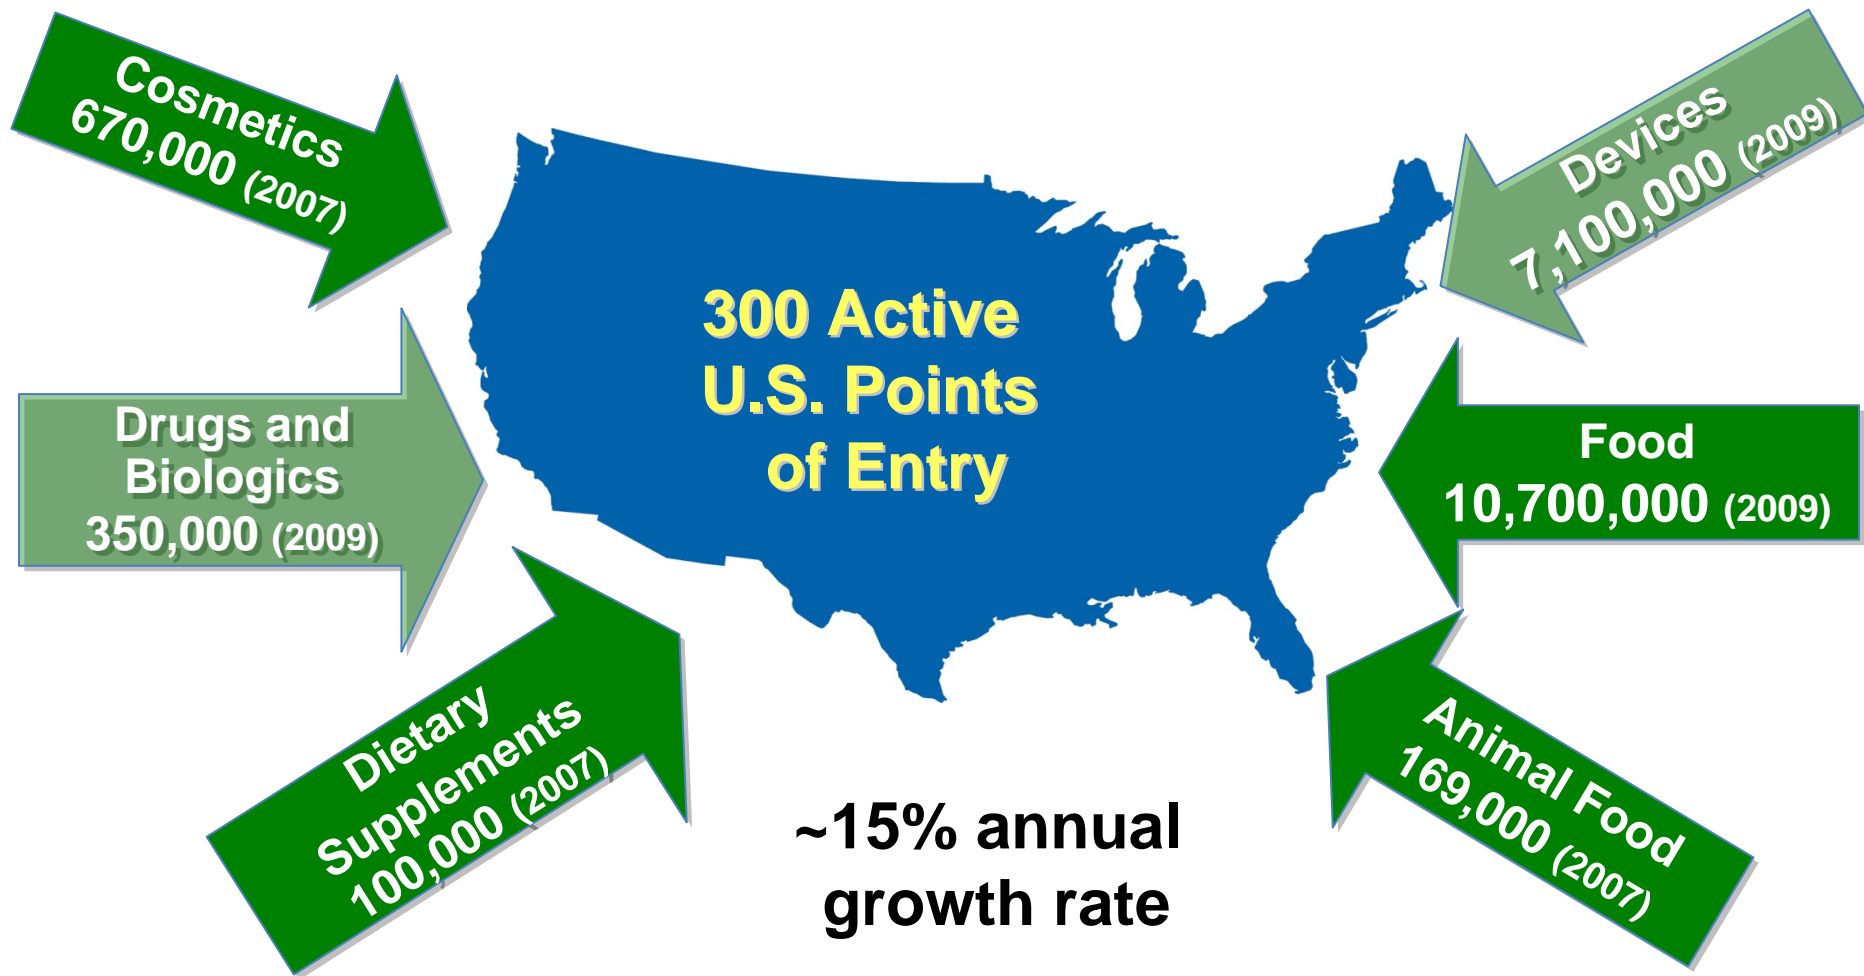 Cosmetics
670,000 (2007)
Devices
7,100,000 (2009)
300 Active
U.S. Points
of Entry
Drugs and
Biologics
350,000 (2009)
Food
10,700,000 (2009)
Dietary
Supplements
100,000 (2007)
Animal Food
169,000 (2007)
~15% annual
growth rate